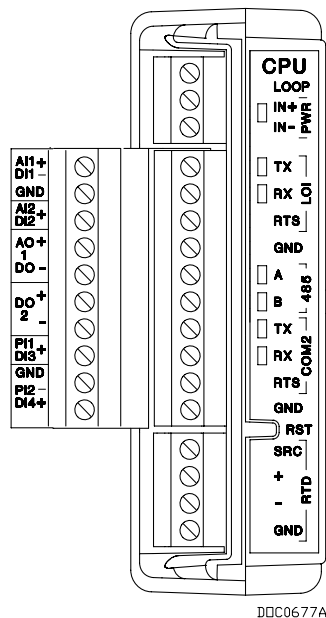 CPU
LOOP
IN+
IN-
PWR
TX
RX
RTS
LOI
GND
A
B
485
TX
RX
RTS
COM2
GND
RST
SRC
+
-
GND
RTD
AI1+
DI1-
GND
AI2+
DI2+
AO+
1
DO-
DO+
2
-
PI1+
DI3+
GND
PI2-
DI4+
DOC0677A